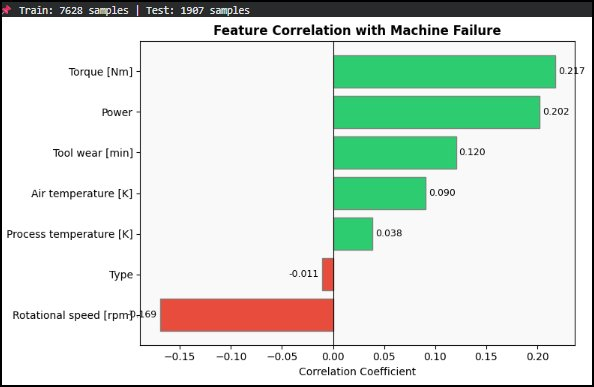 📌 Train: 7628 samples | Test: 1907 samples
Feature Correlation with Machine Failure
Torque [Nm] 0.217
Power 0.202
Tool wear [min] 0.120
Air temperature [K] 0.090
Process temperature [K] 0.038
Type -0.011
Rotational speed [rpm] -0.169
−0.15 −0.10 −0.05 0.00 0.05 0.10 0.15 0.20
Correlation Coefficient